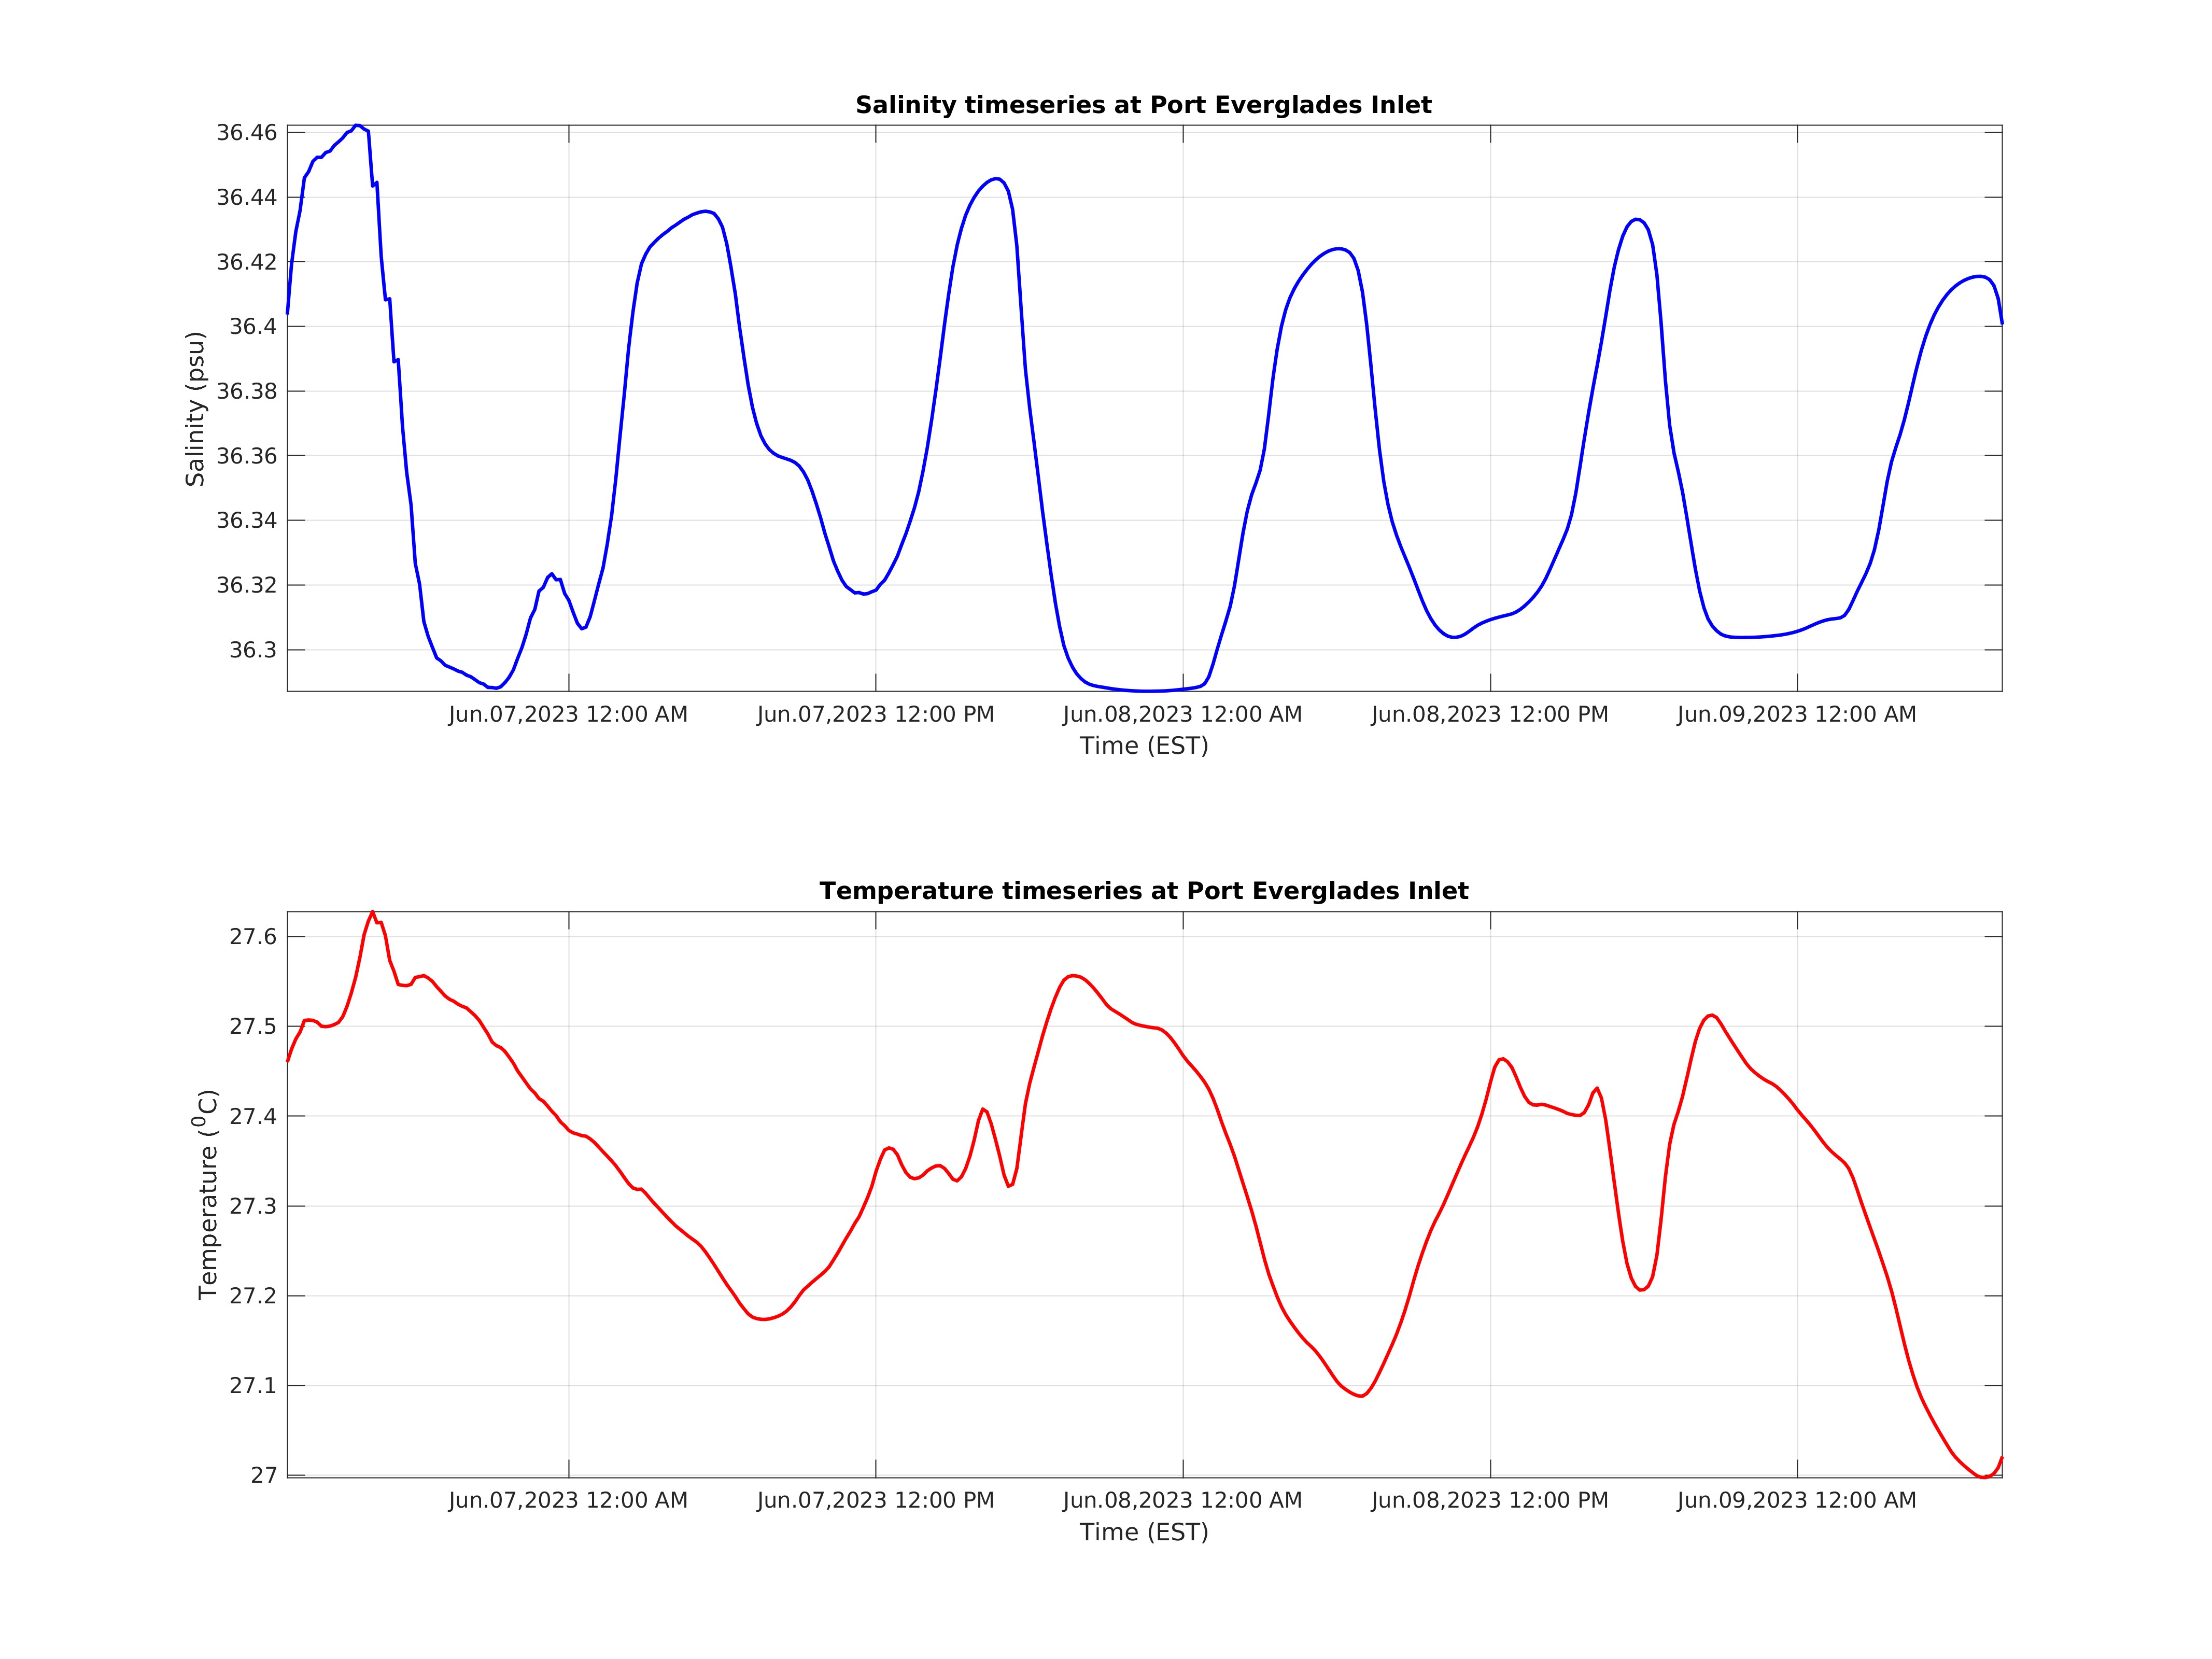 Salinity timeseries at Port Everglades Inlet
36.46
36.44
36.42
36.4
36.38
36.36
36.34
36.32
36.3
Salinity (psu)
Jun.07,2023 12:00 AM
Jun.07,2023 12:00 PM
Jun.08,2023 12:00 AM
Jun.08,2023 12:00 PM
Jun.09,2023 12:00 AM
Time (EST)
Temperature timeseries at Port Everglades Inlet
27.6
27.5
27.4
27.3
27.2
27.1
27
Temperature (⁰C)
Jun.07,2023 12:00 AM
Jun.07,2023 12:00 PM
Jun.08,2023 12:00 AM
Jun.08,2023 12:00 PM
Jun.09,2023 12:00 AM
Time (EST)